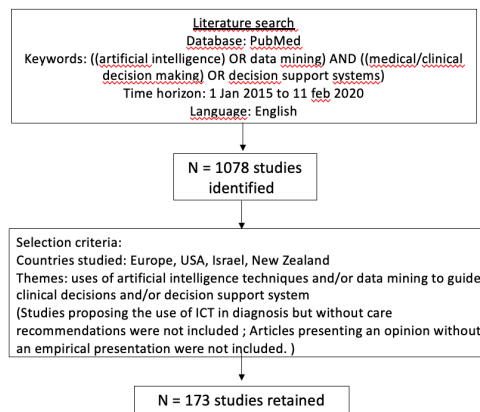 Literature search
Database: PubMed
Keywords: ((artificial intelligence) OR data mining) AND ((medical/clinical
decision making) OR decision support systems)
Time horizon: 1 Jan 2015 to 11 feb 2020
Language: English
N = 1078 studies
identified
Selection criteria:
Countries studied: Europe, USA, Israel, New Zealand
Themes: uses of artificial intelligence techniques and/or data mining to guide
clinical decisions and/or decision support system
(Studies proposing the use of ICT in diagnosis but without care
recommendations were not included ; Articles presenting an opinion without
an empirical presentation were not included. )
N = 173 studies retained